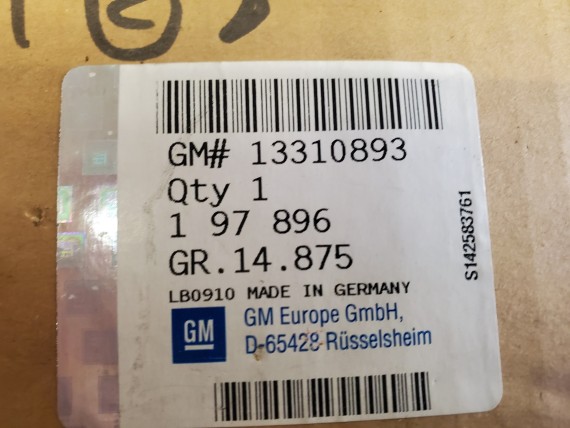 GM# 13310893
Qty 1
1 97 896
GR.14.875
LB0910 MADE IN GERMANY
GM
GM Europe GmbH,
D-65428-Rüsselsheim
S142583761